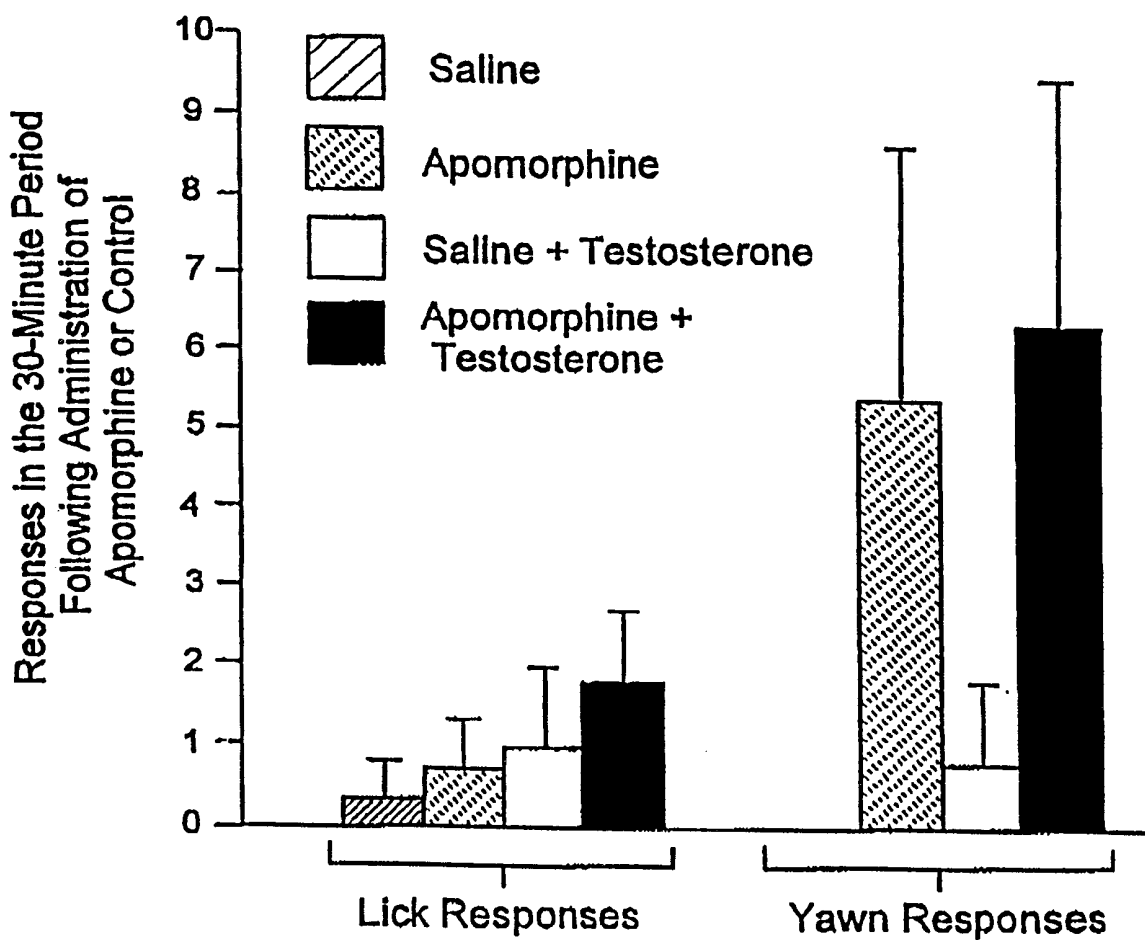 Responses in the 30-Minute Period
Following Administration of
Apomorphine or Control
10
9
8
7
6
5
4
3
2
1
0
Saline
Apomorphine
Saline + Testosterone
Apomorphine +
Testosterone
Lick Responses
Yawn Responses